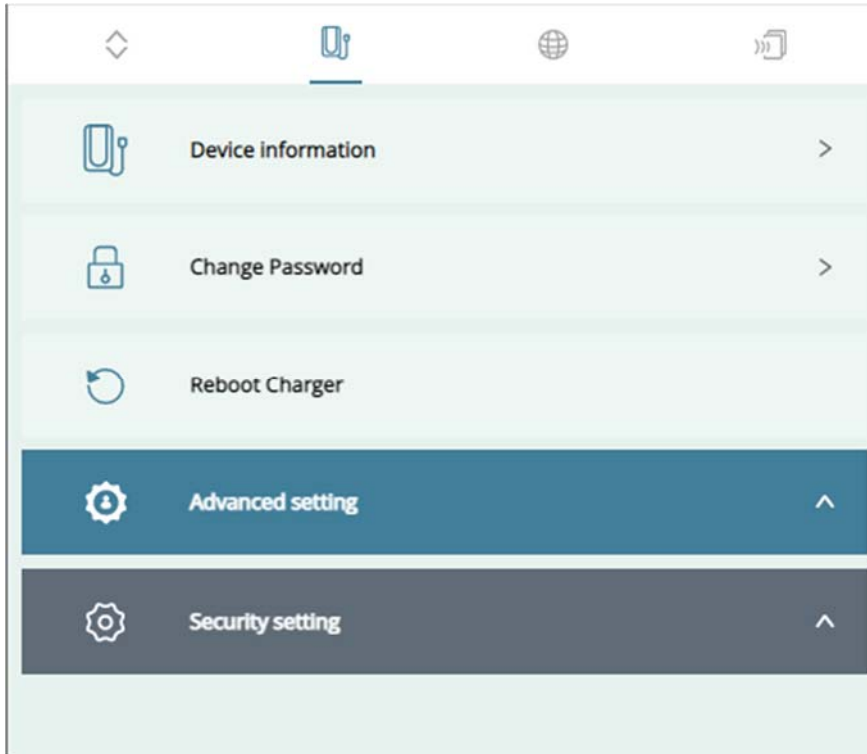 Device information
Change Password
Reboot Charger
Advanced setting
Security setting